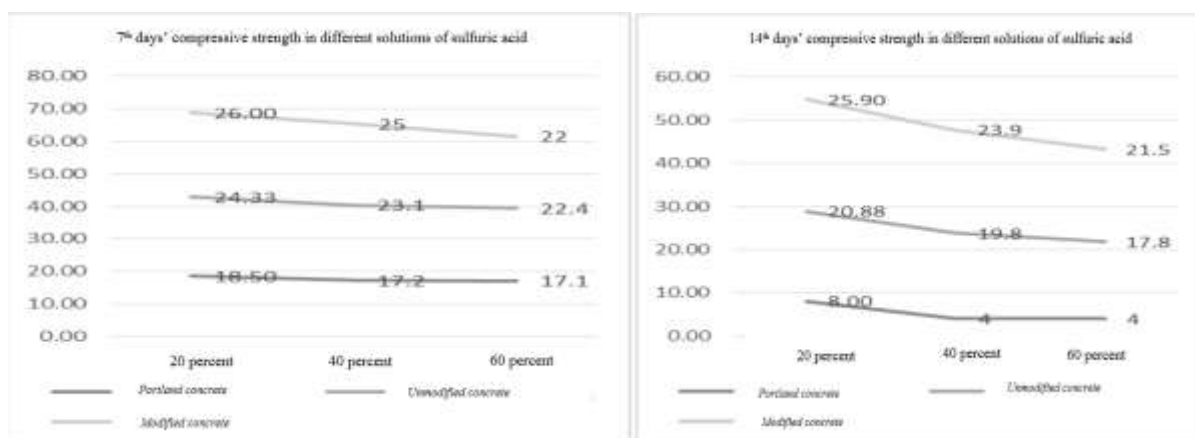 7th days' compressive strength in different solutions of sulfuric acid
80.00
70.00
60.00
50.00
40.00
30.00
20.00
10.00
0.00
26.00 25 22
24.33 23.1 22.4
18.50 17.2 17.1
20 percent 40 percent 60 percent
Portland concrete Unmodified concrete
Modified concrete
14th days' compressive strength in different solutions of sulfuric acid
60.00
50.00
40.00
30.00
20.00
10.00
0.00
25.90 23.9 21.5
20.88 19.8 17.8
8.00 4 4
20 percent 40 percent 60 percent
Portland concrete Unmodified concrete
Modified concrete